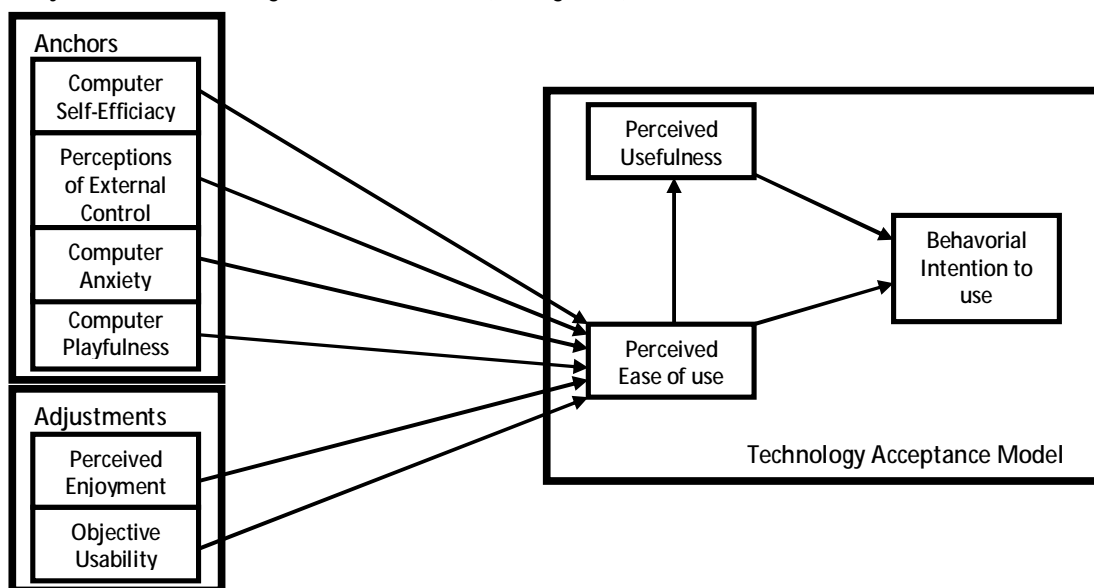 Anchors
Computer
Self-Efficiacy
Perceptions
of External
Control
Computer
Anxiety
Computer
Playfulness
Adjustments
Perceived
Enjoyment
Objective
Usability
Perceived
Usefulness
Behavorial
Intention to
use
Perceived
Ease of use
Technology Acceptance Model